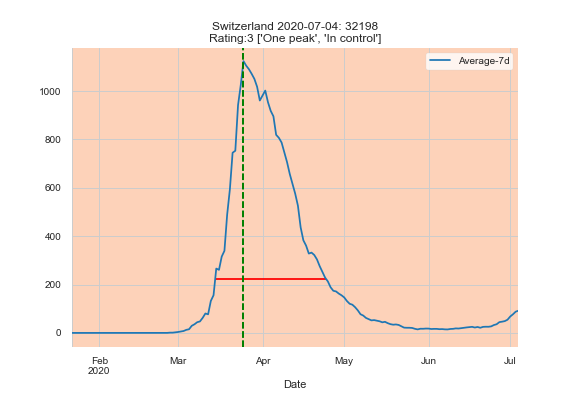 Switzerland 2020-07-04: 32198
Rating:3 ['One peak', 'In control']
Average-7d
1000
800
600
400
200
0
Feb Mar Apr May Jun Jul
2020
Date